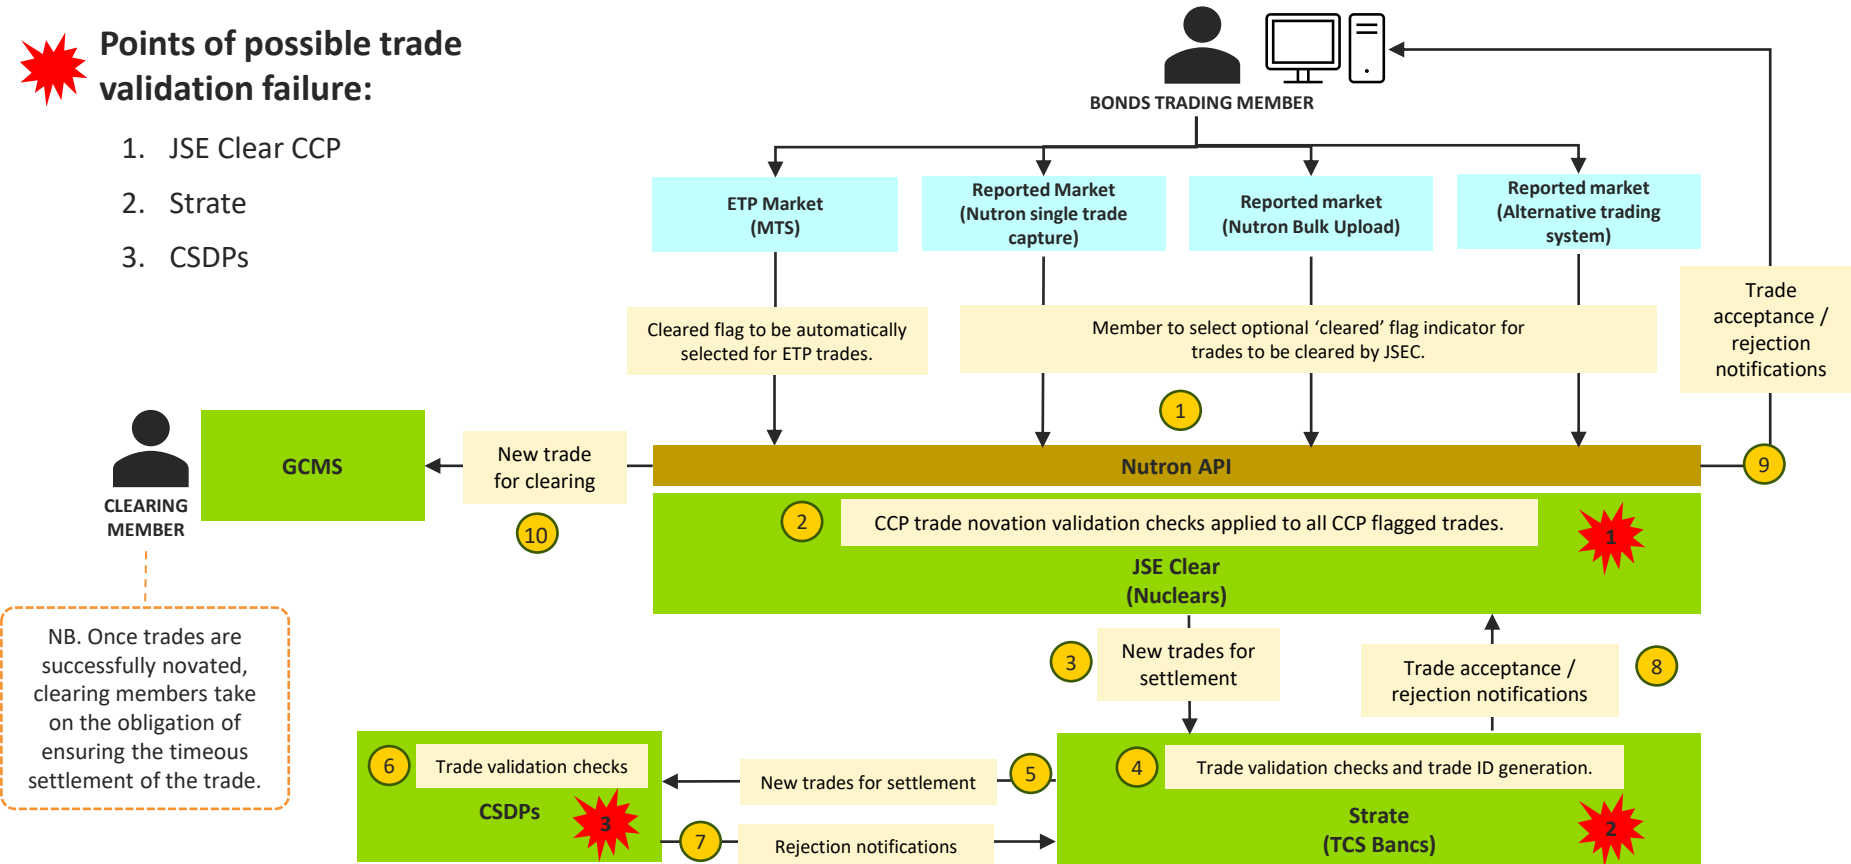 Points of possible trade
validation failure:
1. JSE Clear CCP
2. Strate
3. CSDPs
BONDS TRADING MEMBER
ETP Market
(MTS)
Reported Market
(Nutron single trade
capture)
Reported market
(Nutron Bulk Upload)
Reported market
(Alternative trading
system)
Cleared flag to be automatically
selected for ETP trades.
Member to select optional ‘cleared’ flag indicator for
trades to be cleared by JSEC.
Trade
acceptance /
rejection
notifications
1
CLEARING
MEMBER
GCMS
New trade
for clearing
10
Nutron API
9
2
CCP trade novation validation checks applied to all CCP flagged trades.
1
JSE Clear
(Nuclears)
NB. Once trades are
successfully novated,
clearing members take
on the obligation of
ensuring the timeous
settlement of the trade.
3
New trades for
settlement
Trade acceptance /
rejection notifications
8
6
Trade validation checks
CSDPs
3
New trades for settlement
5
7
Rejection notifications
4
Trade validation checks and trade ID generation.
Strate
(TCS Bancs)
2